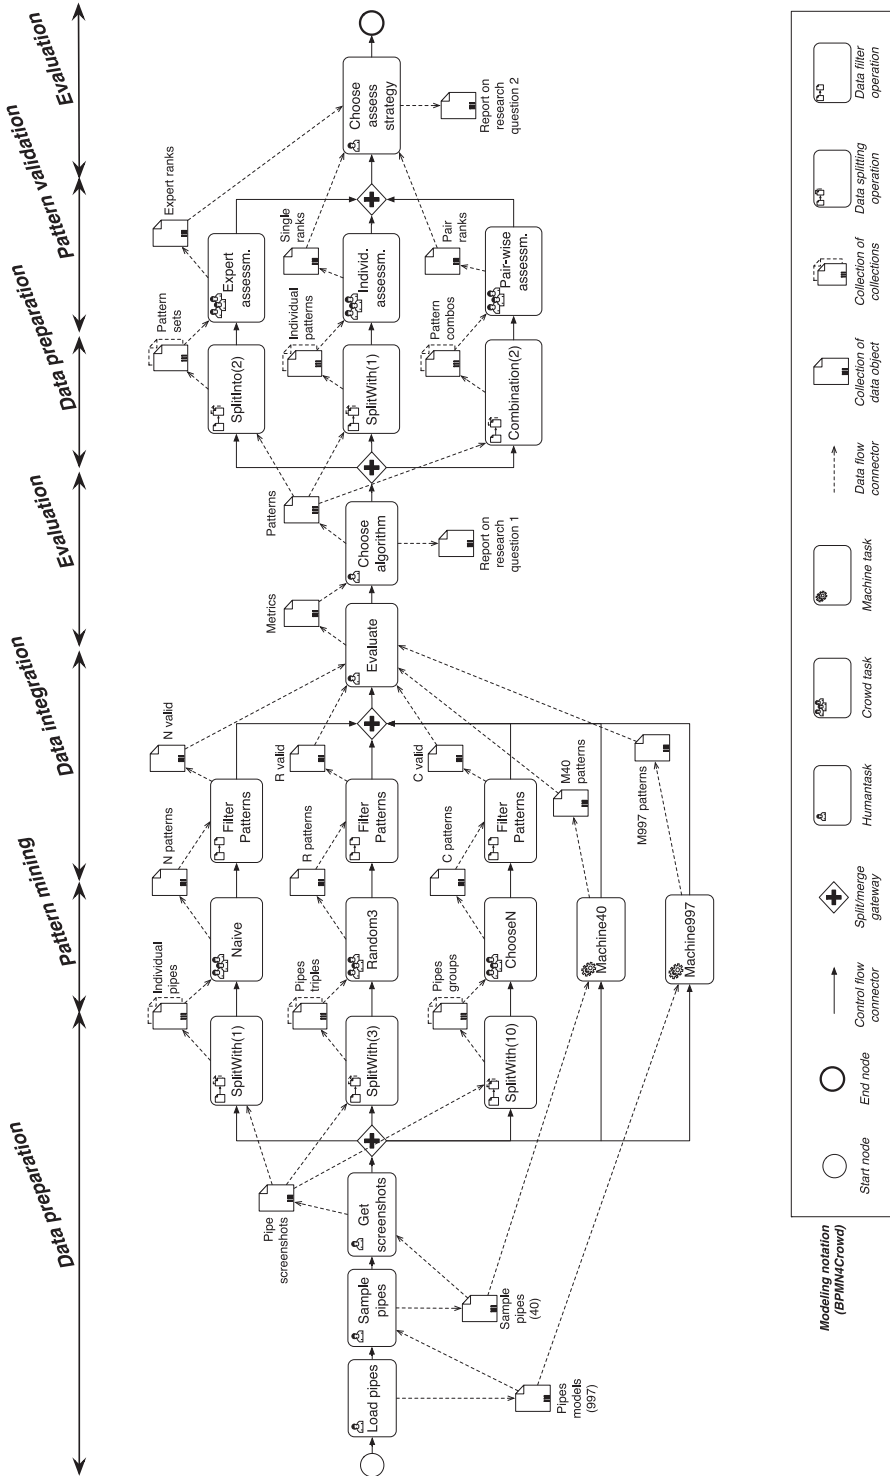 Data preparation
Pattern mining
Data integration
Evaluation
Data preparation
Pattern validation
Evaluation
Load pipes
Pipes
models
(997)
Sample
pipes
Sample
pipes
(40)
Get
screenshots
Pipe
screenshots
SplitWith(1)
Individual
pipes
Naive
N patterns
Filter
Patterns
N valid
SplitWith(3)
Pipes
triples
Random3
R patterns
Filter
Patterns
R valid
SplitWith(10)
Pipes
groups
ChooseN
C patterns
Filter
Patterns
C valid
Machine40
M40
patterns
Machine997
M997 patterns
Evaluate
Metrics
Choose
algorithm
Report on
research
question 1
Patterns
SplitInto(2)
Pattern
sets
Expert
assessm.
Expert ranks
SplitWith(1)
Individual
patterns
Individ.
assessm.
Single
ranks
Combination(2)
Pattern
combos
Pair-wise
assessm.
Pair
ranks
Choose
assess
strategy
Report on
research
question 2
Modeling notation
(BPMN4Crowd)
Start node
End node
Control flow
connector
Split/merge
gateway
Humantask
Crowd task
Machine task
Data flow
connector
Collection of
data object
Collection of
collections
Data splitting
operation
Data filter
operation